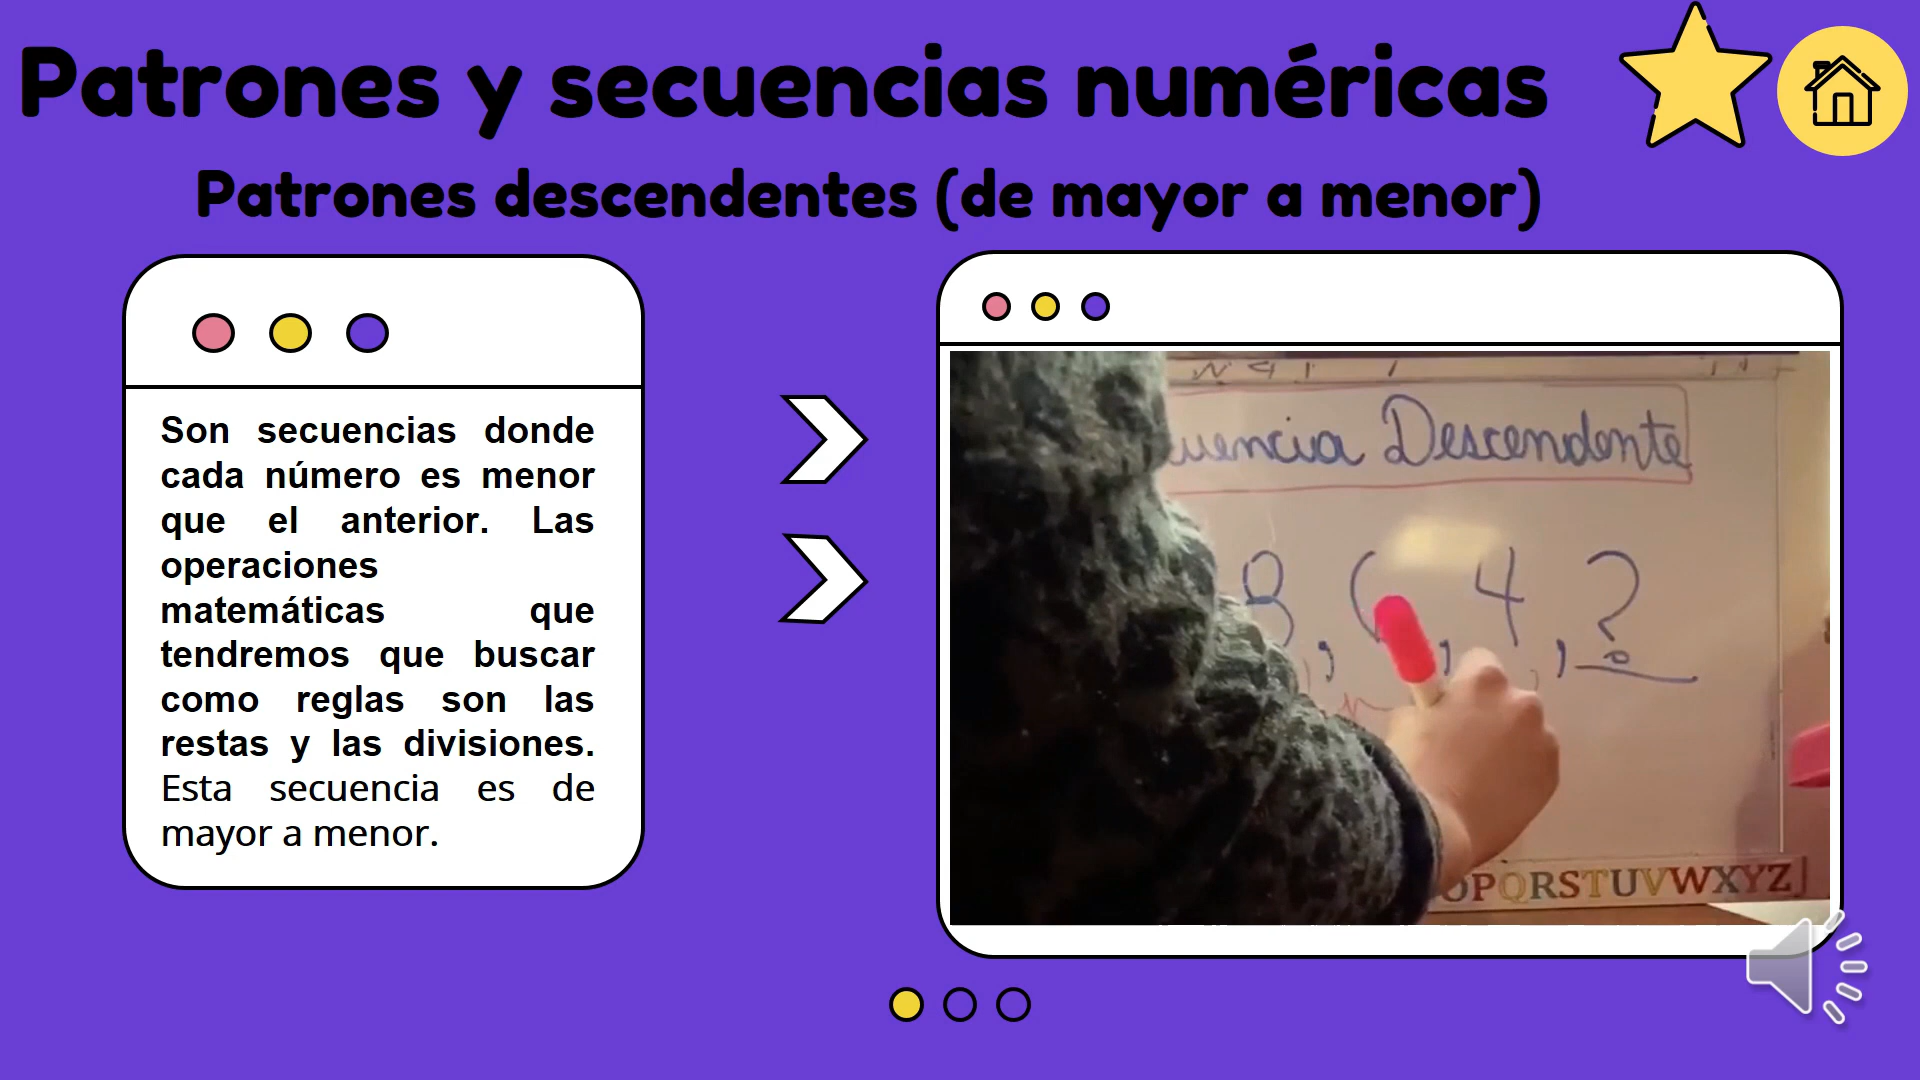 Patrones y secuencias numéricas
Patrones descendentes (de mayor a menor)
Son secuencias donde
cada número es menor
que el anterior. Las
operaciones
matemáticas que
tendremos que buscar
como reglas son las
restas y las divisiones.
Esta secuencia es de
mayor a menor.
uencia Descendente
8, 6, 4, ?
OPQRSTUVWXYZ